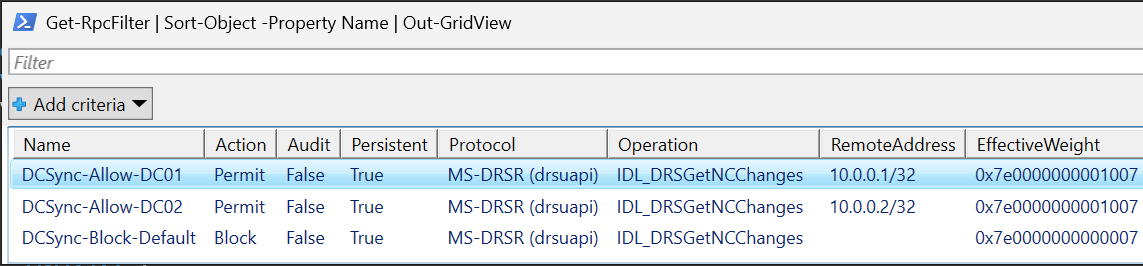 Get-RpcFilter | Sort-Object -Property Name | Out-GridView
Filter
Add criteria
Name Action Audit Persistent Protocol Operation RemoteAddress EffectiveWeight
DCSync-Allow-DC01 Permit False True MS-DRSR (drsuapi) IDL_DRSGetNCChanges 10.0.0.1/32 0x7e0000000001007
DCSync-Allow-DC02 Permit False True MS-DRSR (drsuapi) IDL_DRSGetNCChanges 10.0.0.2/32 0x7e0000000001007
DCSync-Block-Default Block False True MS-DRSR (drsuapi) IDL_DRSGetNCChanges 0x7e0000000000007